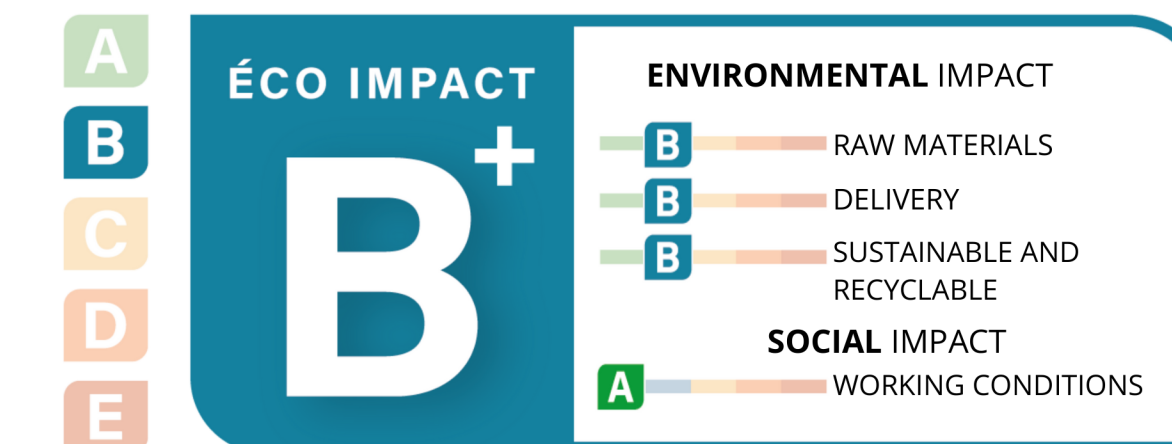 A
B
C
D
E
ÉCO IMPACT
B+
ENVIRONMENTAL IMPACT
B RAW MATERIALS
B DELIVERY
B SUSTAINABLE AND
RECYCLABLE
SOCIAL IMPACT
A WORKING CONDITIONS